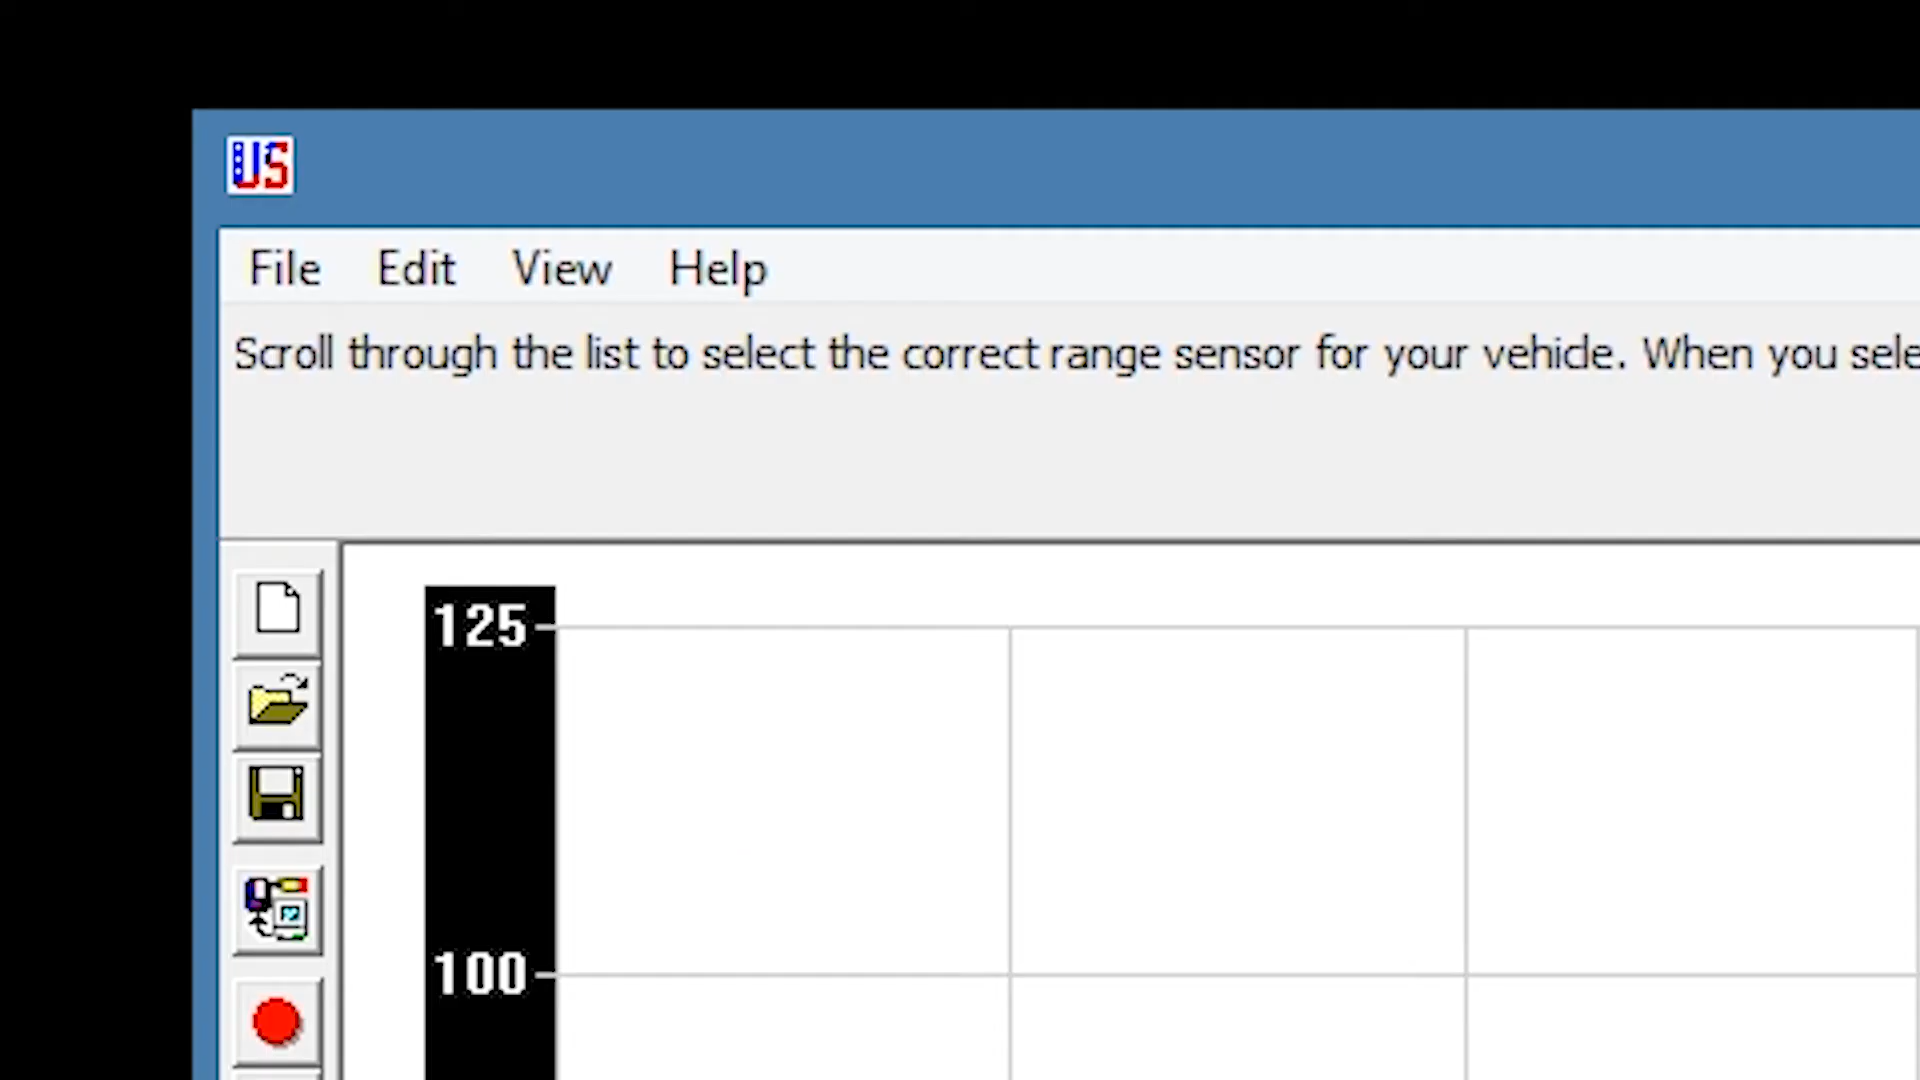 US
File Edit View Help
Scroll through the list to select the correct range sensor for your vehicle. When you sele
125
100